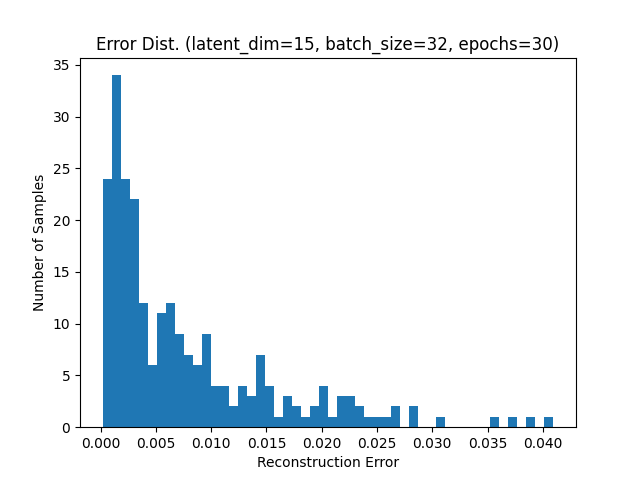 Error Dist. (latent_dim=15, batch_size=32, epochs=30)
35
30
25
20
15
10
5
0
Number of Samples
0.000 0.005 0.010 0.015 0.020 0.025 0.030 0.035 0.040
Reconstruction Error